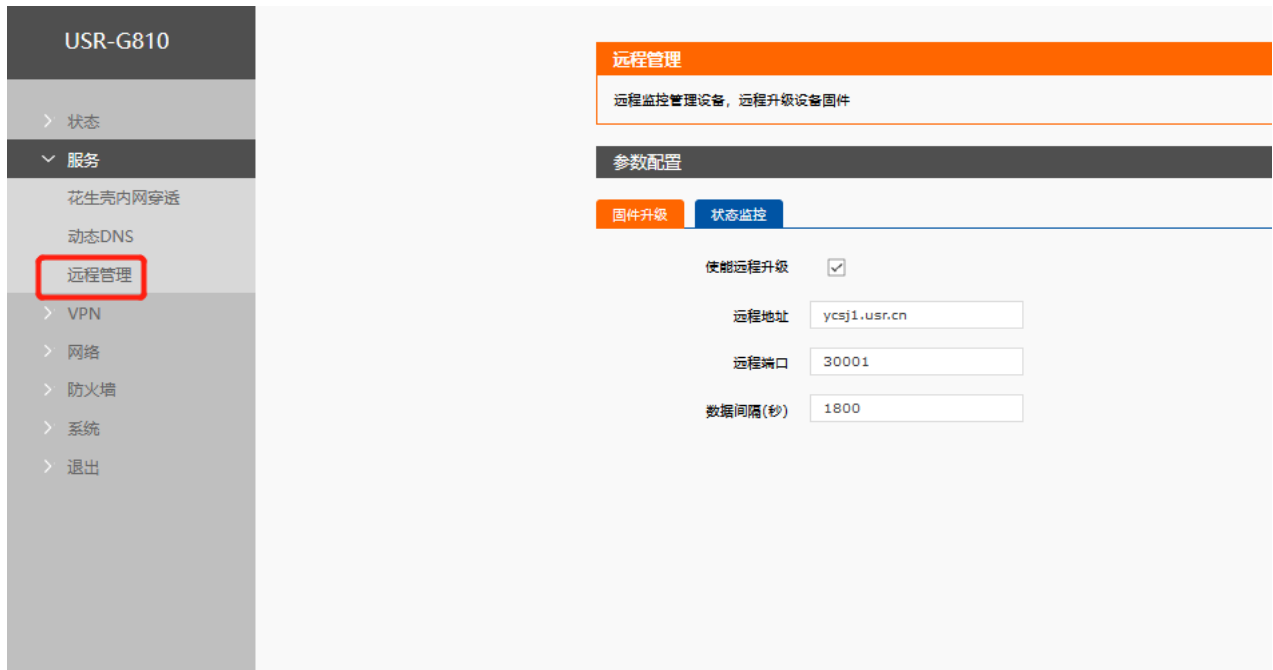 USR-G810
状态
服务
花生壳内网穿透
动态DNS
远程管理
VPN
网络
防火墙
系统
退出
远程管理
远程监控管理设备，远程升级设备固件
参数配置
固件升级 状态监控
使能远程升级
远程地址 ycsj1.usr.cn
远程端口 30001
数据间隔(秒) 1800